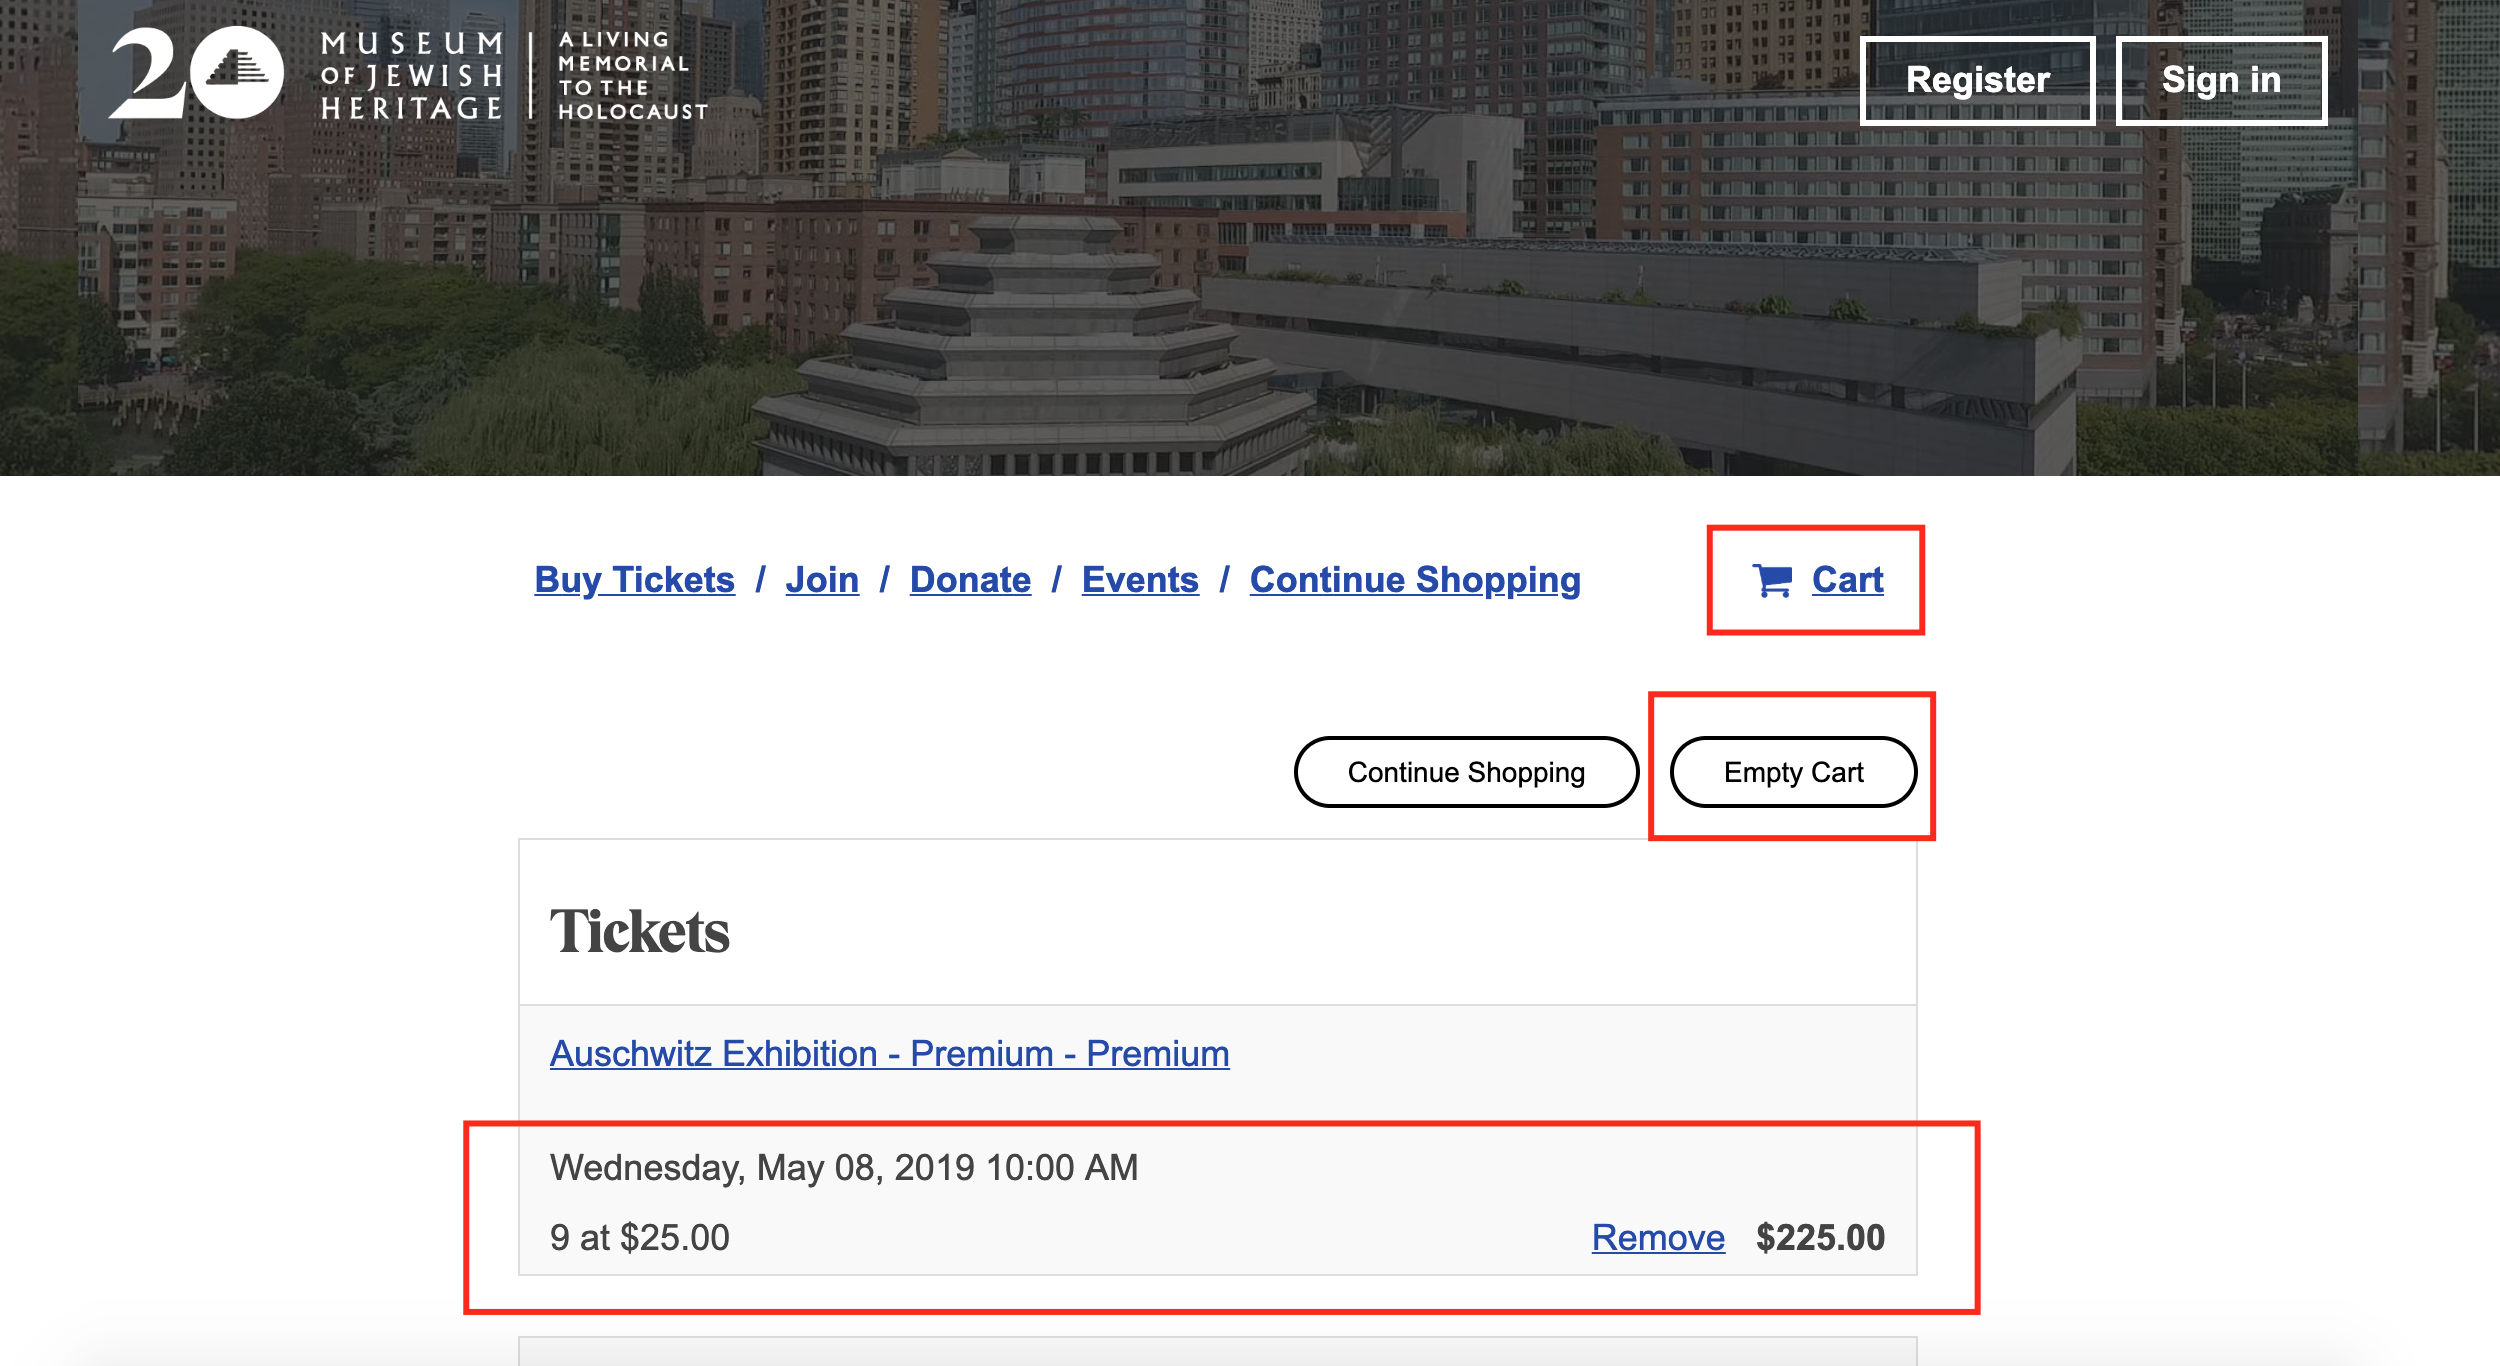 20
MUSEUM
OF JEWISH
HERITAGE
A LIVING
MEMORIAL
TO THE
HOLOCAUST
Register
Sign in
Buy Tickets / Join / Donate / Events / Continue Shopping
Cart
Continue Shopping
Empty Cart
Tickets
Auschwitz Exhibition - Premium - Premium
Wednesday, May 08, 2019 10:00 AM
9 at $25.00
Remove $225.00